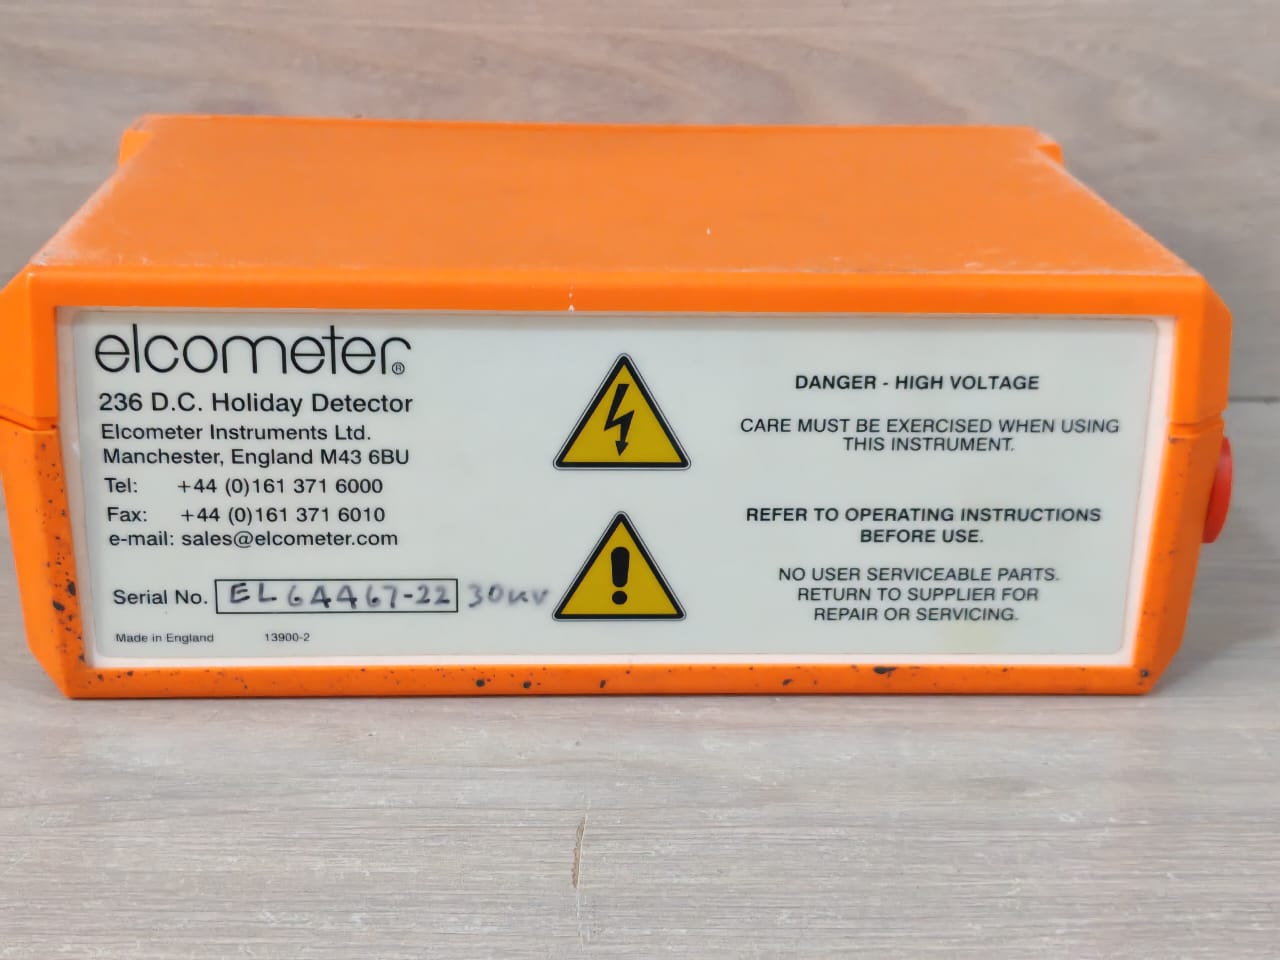 elcometer®
236 D.C. Holiday Detector
Elcometer Instruments Ltd.
Manchester, England M43 6BU
Tel: +44 (0)161 371 6000
Fax: +44 (0)161 371 6010
e-mail: sales@elcometer.com
Serial No. EL64467-22 30kV
Made in England 13900-2
DANGER - HIGH VOLTAGE
CARE MUST BE EXERCISED WHEN USING
THIS INSTRUMENT.
REFER TO OPERATING INSTRUCTIONS
BEFORE USE.
NO USER SERVICEABLE PARTS.
RETURN TO SUPPLIER FOR
REPAIR OR SERVICING.